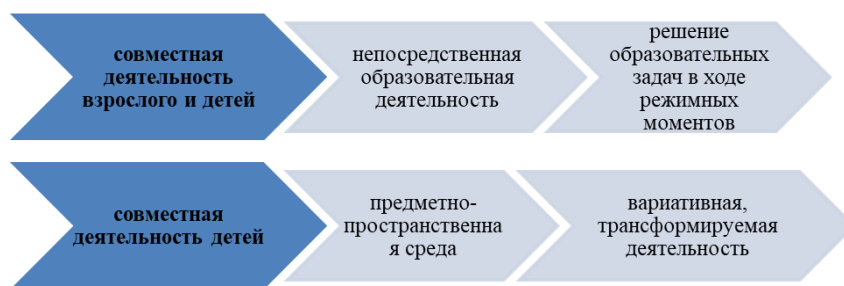 совместная
деятельность
взрослого и детей
непосредственная
образовательная
деятельность
решение
образовательных
задач в ходе
режимных
моментов
совместная
деятельность детей
предметно-
пространственна
я среда
вариативная,
трансформируемая
деятельность